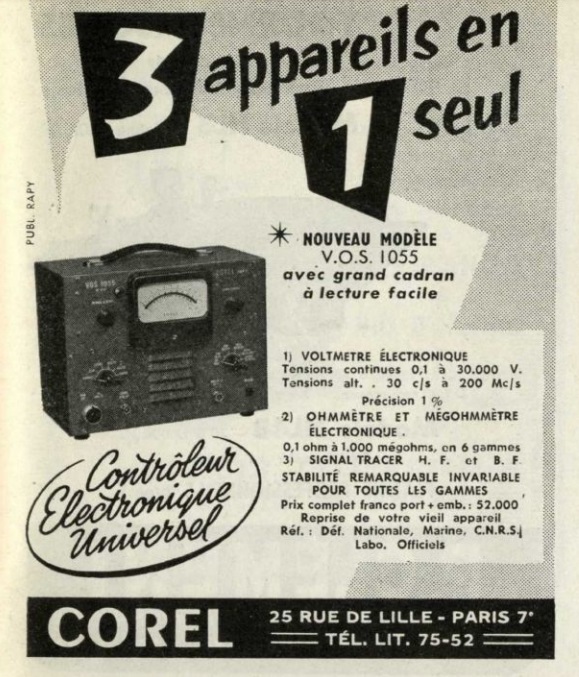 3 appareils en
1 seul
PUBL. RAPY
* NOUVEAU MODÈLE
V.O.S. 1055
avec grand cadran
à lecture facile
VOS 1055
COREL
1) VOLTMETRE ÉLECTRONIQUE
Tensions continues 0,1 à 30.000 V.
Tensions alt. . 30 c/s à 200 Mc/s
Précision 1 %
2) OHMMÈTRE ET MÉGOHMMÈTRE
ÉLECTRONIQUE .
0,1 ohm à 1,000 mégohms, en 6 gammes
3) SIGNAL TRACER H. F. et B. F.
STABILITÉ REMARQUABLE INVARIABLE
POUR TOUTES LES GAMMES
Prix complet franco port + emb. : 52.000
Reprise de votre vieil appareil
Réf. : Déf. Nationale, Marine, C.N.R.S.
Labo. Officiels
Contrôleur
Electronique
Universel
COREL
25 RUE DE LILLE - PARIS 7e
TÉL. LIT. 75-52